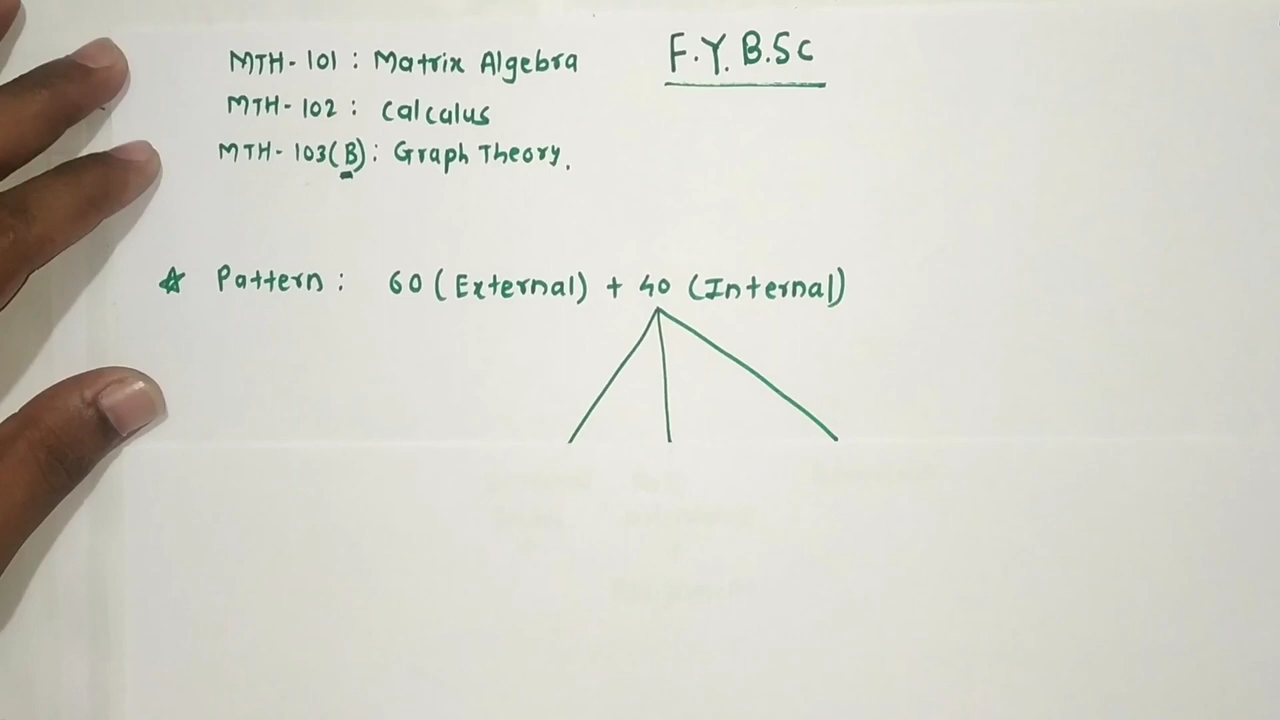 MTH-101 : Matrix Algebra
F.Y.B.Sc
MTH-102 : Calculus
MTH-103(B) : Graph Theory.
☆ Pattern : 60 (External) + 40 (Internal)